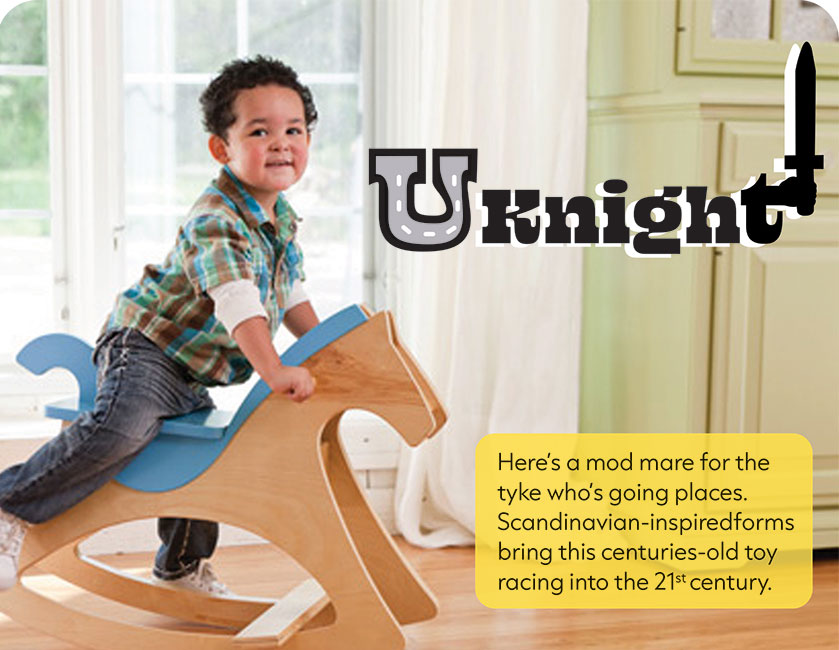 U Knight
Here's a mod mare for the
tyke who's going places.
Scandinavian-inspiredforms
bring this centuries-old toy
racing into the 21st century.